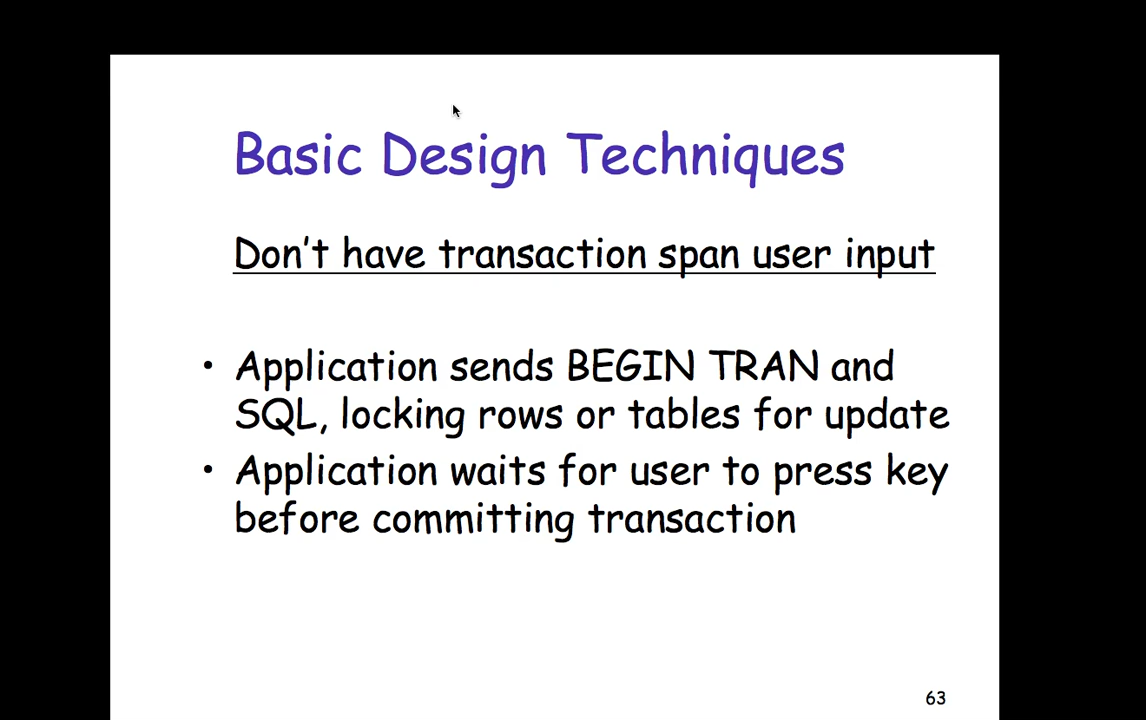 Basic Design Techniques
Don't have transaction span user input
• Application sends BEGIN TRAN and
SQL, locking rows or tables for update
• Application waits for user to press key
before committing transaction
63